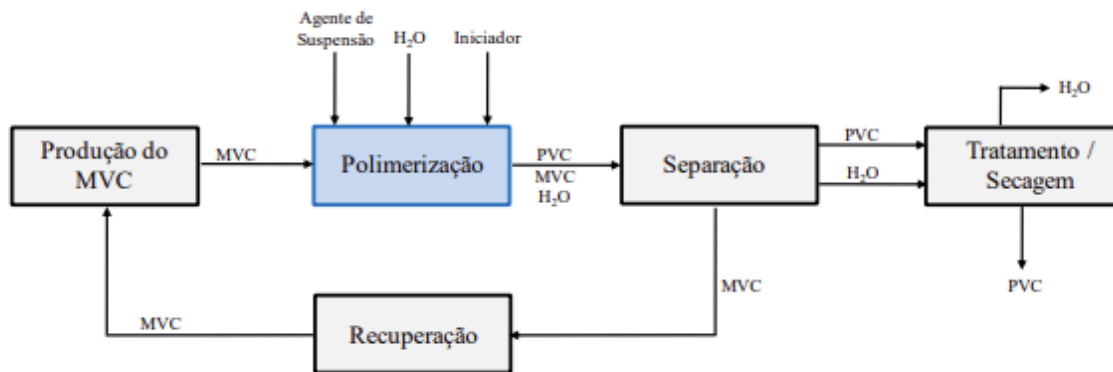 Agente de
Suspensão
H₂O
Iniciador
H₂O
Produção do
MVC
MVC
Polimerização
PVC
MVC
H₂O
Separação
PVC
H₂O
Tratamento /
Secagem
MVC
PVC
MVC
Recuperação